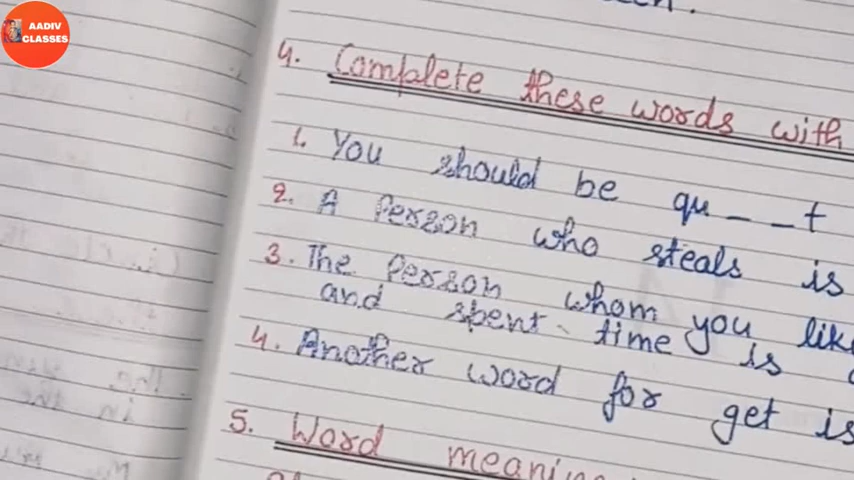 AADIV
CLASSES
4. Complete these words with
1. You should be qu__t
2. A Person who steals is
3. The Person whom you like
and spent time is
4. Another word for get is
5. Word meaning